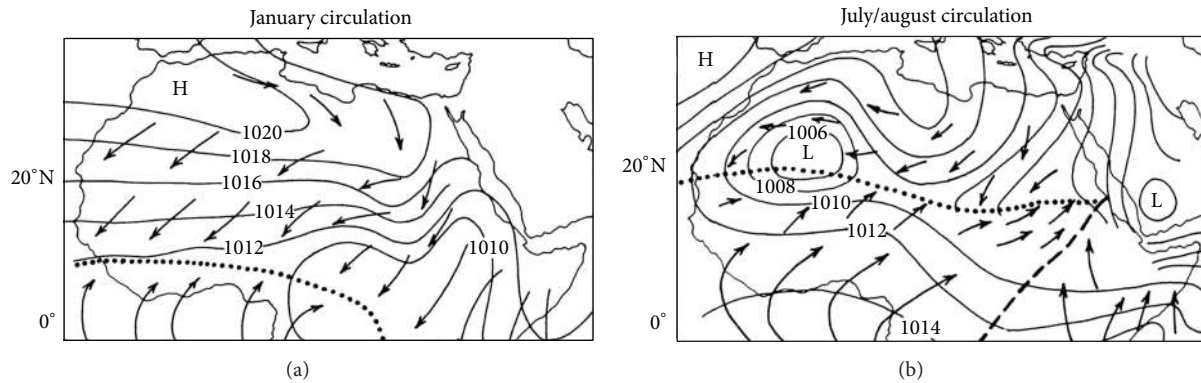 January circulation
(a)
H
1020
1018
1016
1014
1012
1010
20°N
0°
(a)
July/august circulation
(b)
H
1006
L
1008
1010
1012
1014
L
20°N
0°
(b)